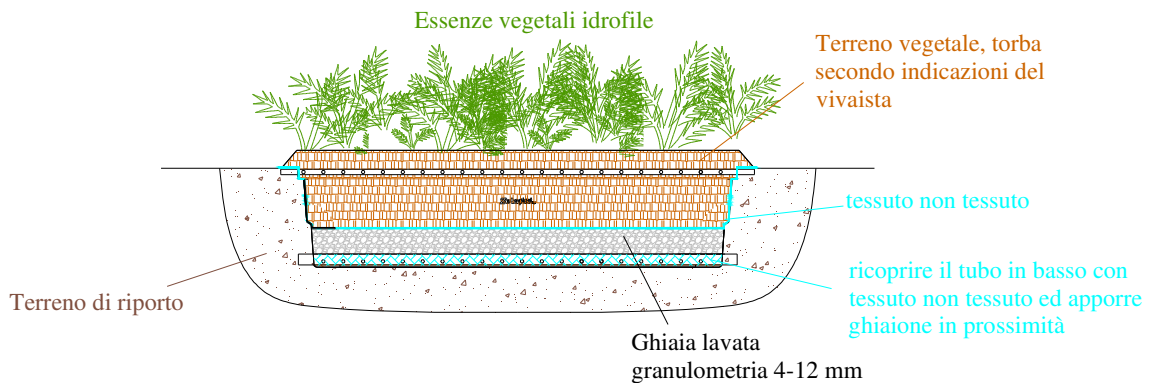 Essenze vegetali idrofile
Terreno vegetale, torba
secondo indicazioni del
vivaista
tessuto non tessuto
ricoprire il tubo in basso con
tessuto non tessuto ed apporre
ghiaione in prossimità
Terreno di riporto
Ghiaia lavata
granulometria 4-12 mm